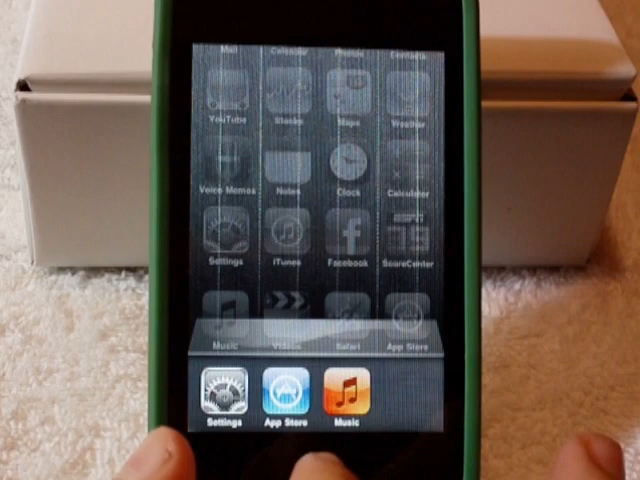 Mail Calendar Photos Contacts
YouTube Stocks Maps Weather
Voice Memos Notes Clock Calculator
Settings iTunes Facebook ScoreCenter
Music Videos Safari App Store
Settings App Store Music